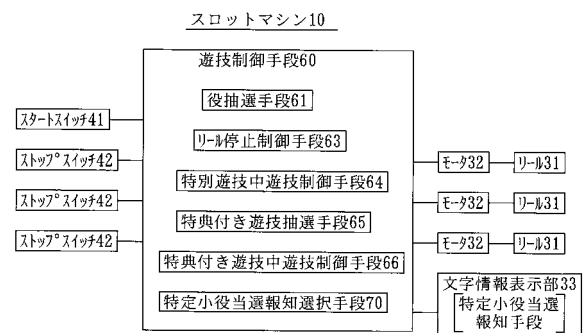 スロットマシン10
遊技制御手段60
役抽選手段61
リール停止制御手段63
特別遊技中遊技制御手段64
特典付き遊技抽選手段65
特典付き遊技中遊技制御手段66
特定小役当選報知選択手段70
スタートスイッチ41
ストップスイッチ42
ストップスイッチ42
ストップスイッチ42
モータ32
リール31
モータ32
リール31
モータ32
リール31
文字情報表示部33
特定小役当選
報知手段